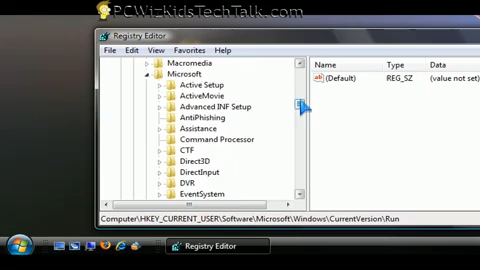 PCWizKidsTechTalk.com
Registry Editor
File Edit View Favorites Help
Macromedia
Microsoft
Active Setup
ActiveMovie
Advanced INF Setup
AntiPhishing
Assistance
Command Processor
CTF
Direct3D
DirectInput
DVR
EventSystem
Name Type Data
(Default) REG_SZ (value not set)
Computer\HKEY_CURRENT_USER\Software\Microsoft\Windows\CurrentVersion\Run
Registry Editor